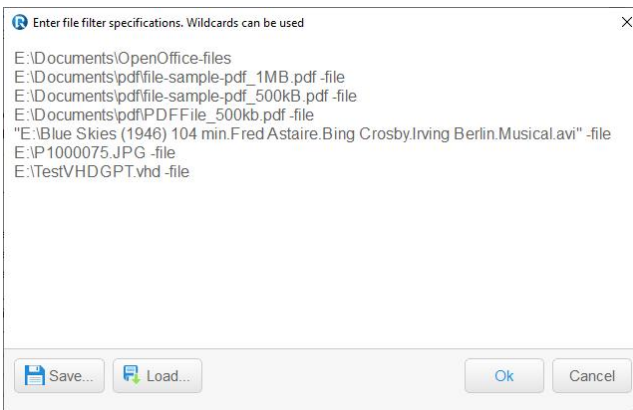 Enter file filter specifications. Wildcards can be used
E:\Documents\OpenOffice-files
E:\Documents\pdf\file-sample-pdf_1MB.pdf -file
E:\Documents\pdf\file-sample-pdf_500kB.pdf -file
E:\Documents\pdf\PDFFile_500kb.pdf -file
"E:\Blue Skies (1946) 104 min.Fred Astaire.Bing Crosby.Irving Berlin.Musical.avi" -file
E:\P1000075.JPG -file
E:\TestVHDGPT.vhd -file
Save... Load... Ok Cancel